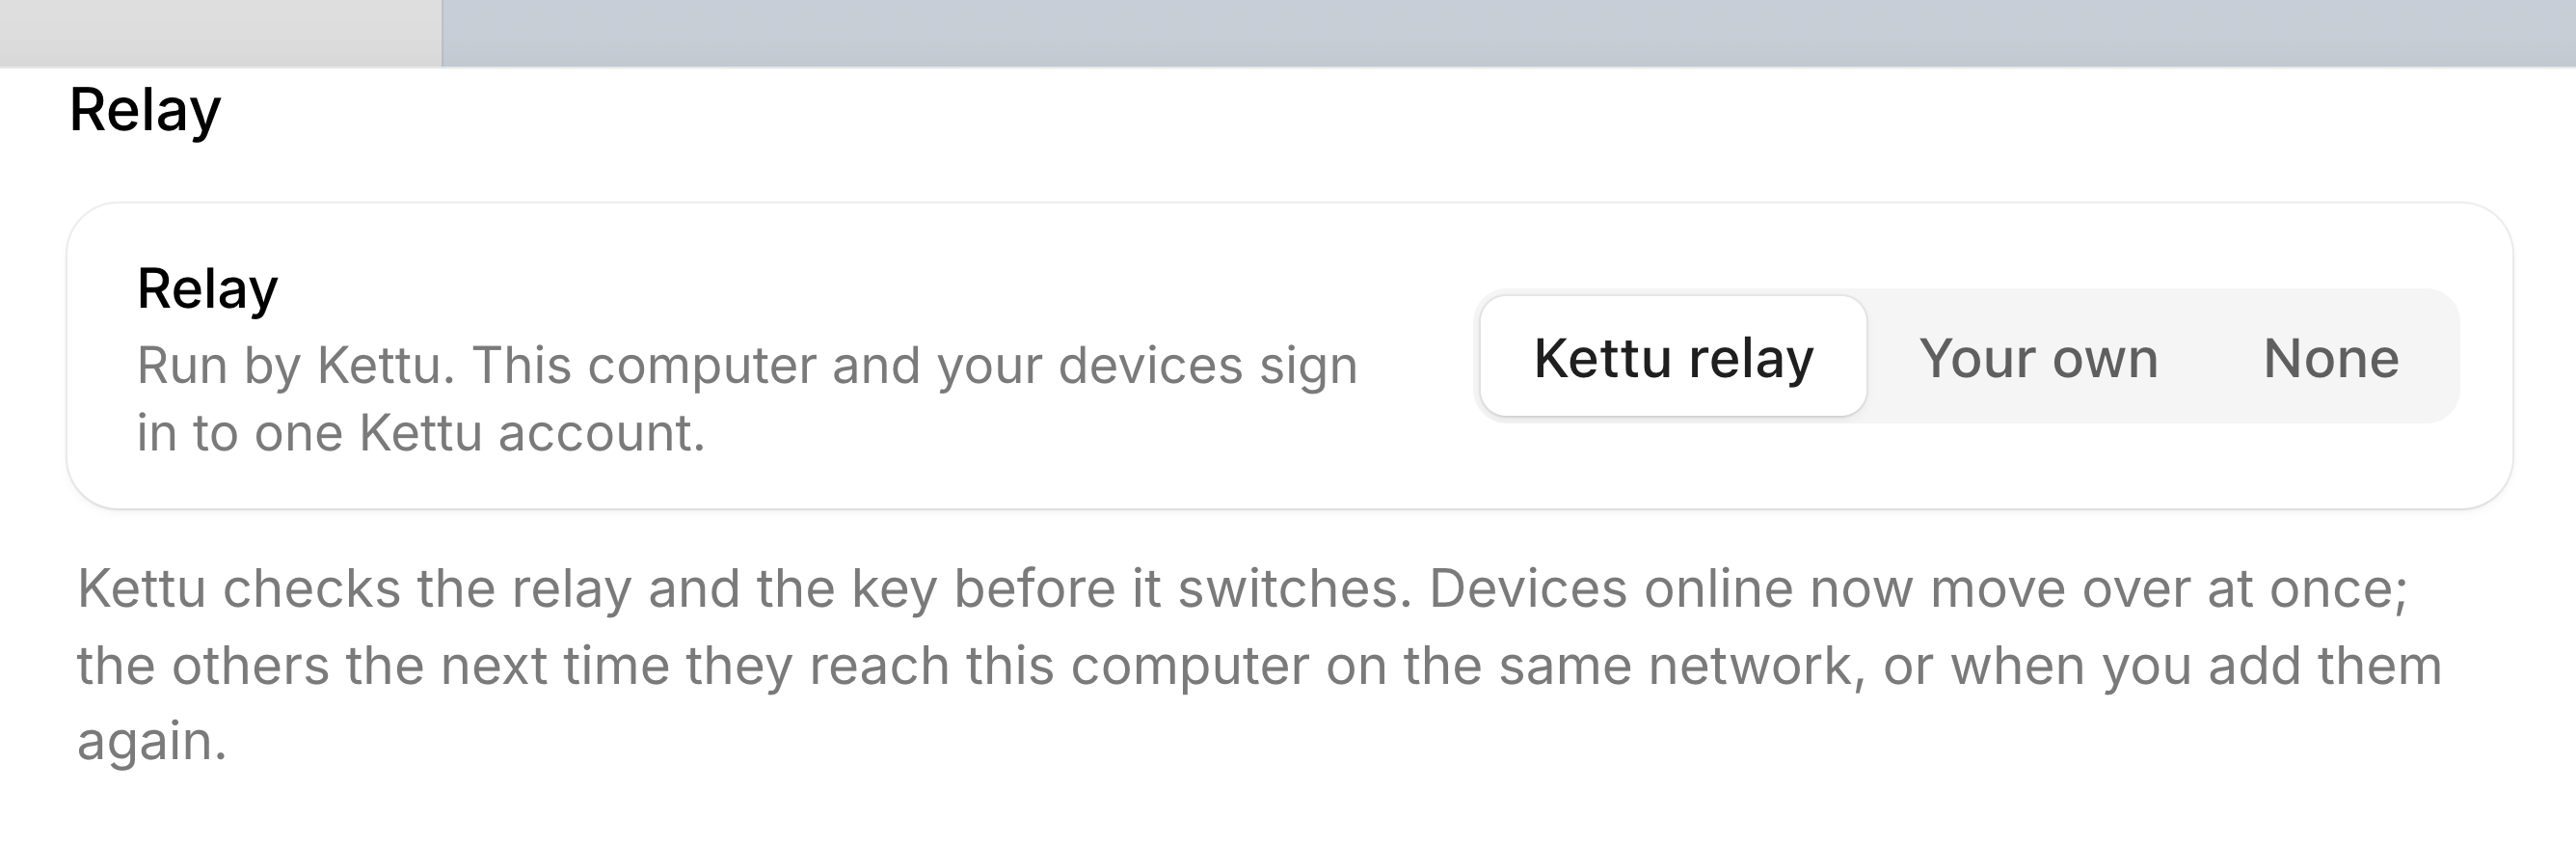 Relay
Relay
Run by Kettu. This computer and your devices sign
in to one Kettu account.
Kettu relay
Your own
None
Kettu checks the relay and the key before it switches. Devices online now move over at once;
the others the next time they reach this computer on the same network, or when you add them
again.